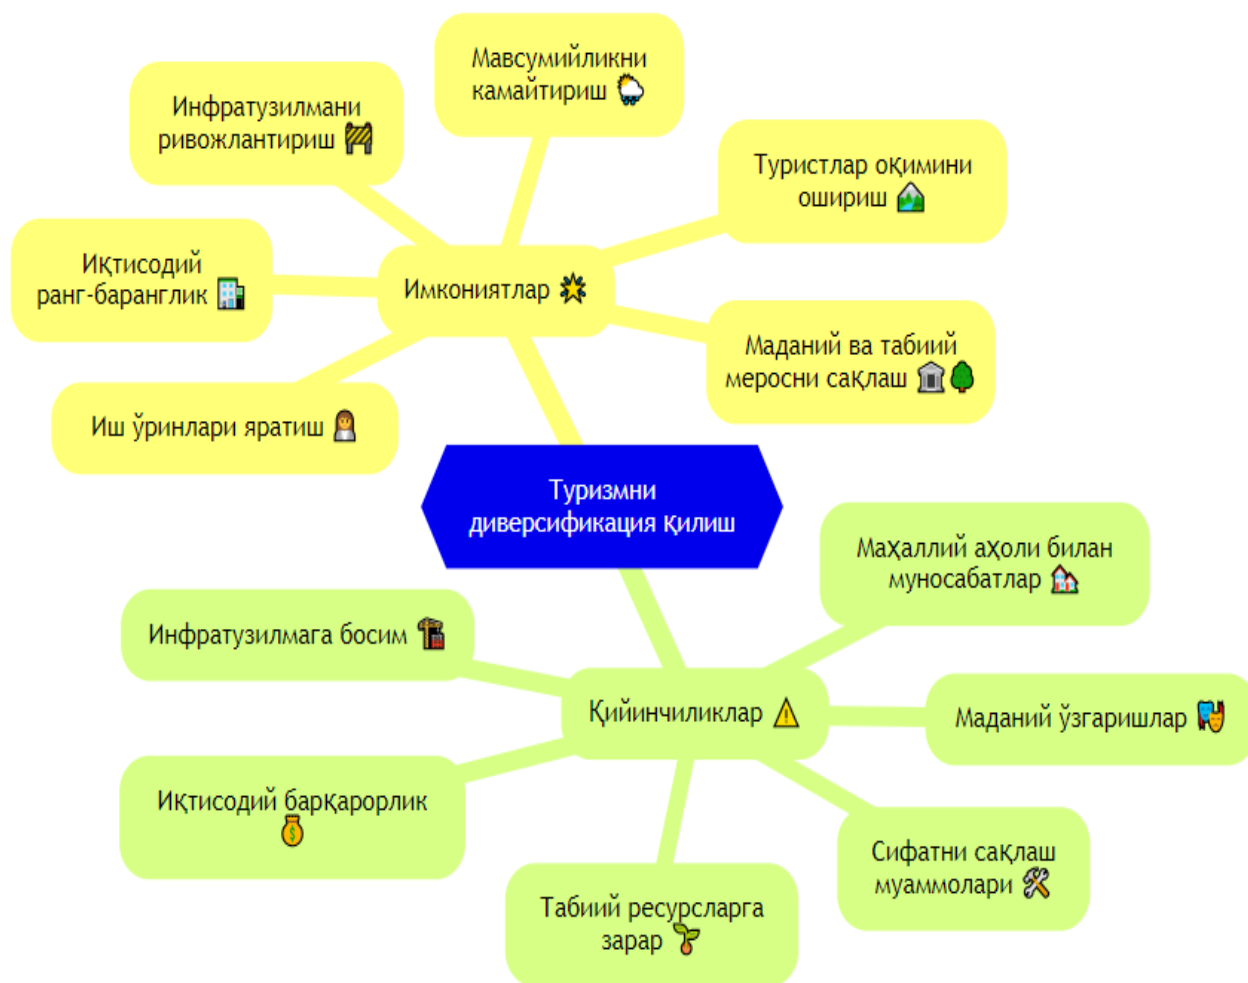 Мавсумийликни
камайтириш
Инфратузилмани
ривожлантириш
Туристлар оқимини
ошириш
Иқтисодий
ранг-баранглик
Имкониятлар
Маданий ва табиий
меросни сақлаш
Иш ўринлари яратиш
Туризмни
диверсификация қилиш
Маҳаллий аҳоли билан
муносабатлар
Инфратузилмага босим
Қийинчиликлар
Маданий ўзгаришлар
Иқтисодий барқарорлик
Сифатни сақлаш
муаммолари
Табиий ресурсларга
зарар